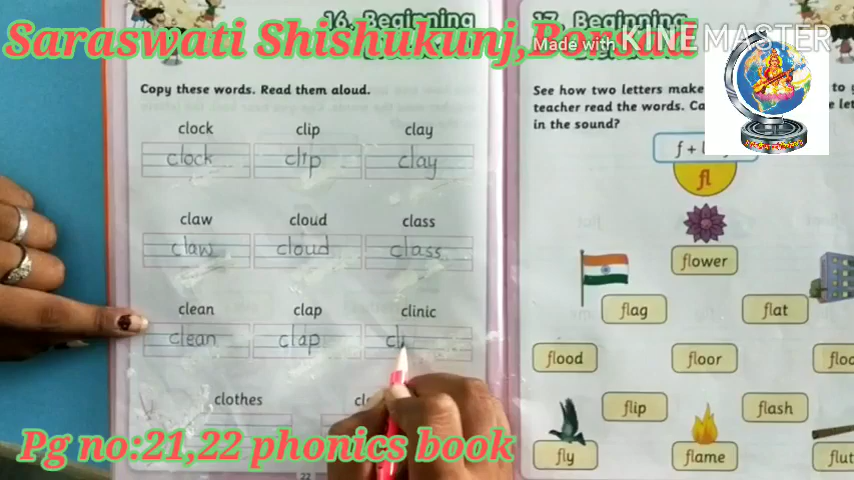 Saraswati Shishukunj,
Made with KINEMASTER
16. Beginning
Copy these words. Read them aloud.
clock clip clay
clock clip clay
claw cloud class
claw cloud class
clean clap clinic
clean clap cli
clothes
22
17. Beginning
See how two letters make
teacher read the words.
in the sound?
fl
flower
flag flat
flood floor
flip flash
fly flame
Pg no:21,22 phonics book